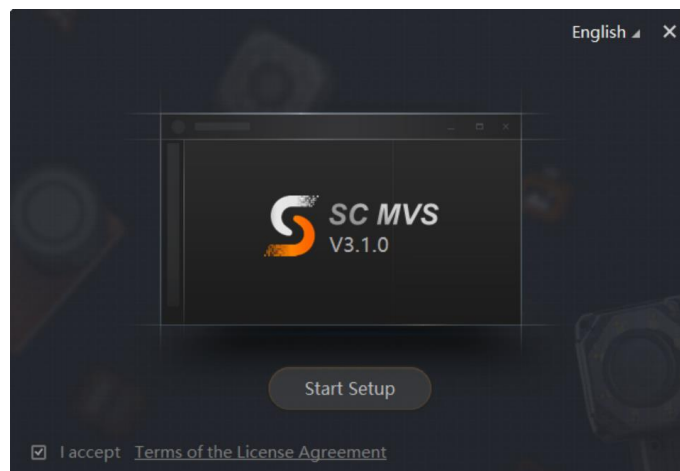 English
SC MVS
V3.1.0
Start Setup
I accept Terms of the License Agreement